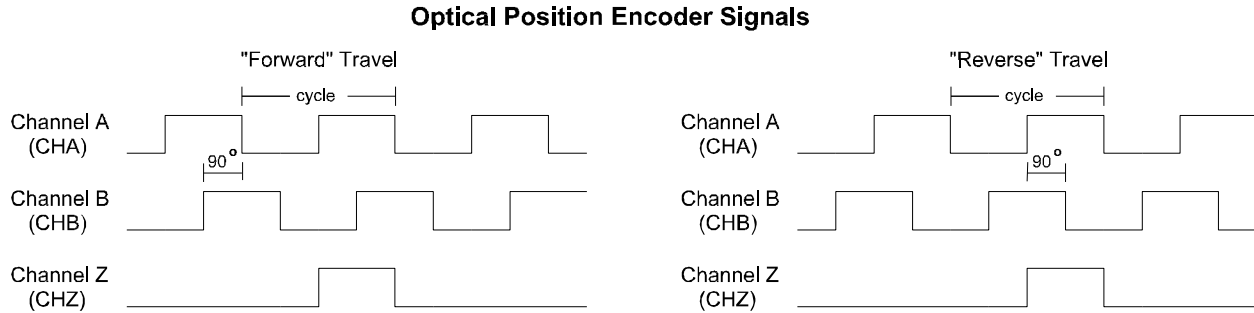 Optical Position Encoder Signals
"Forward" Travel
cycle
Channel A
(CHA)
90°
Channel B
(CHB)
Channel Z
(CHZ)
"Reverse" Travel
cycle
Channel A
(CHA)
90°
Channel B
(CHB)
Channel Z
(CHZ)